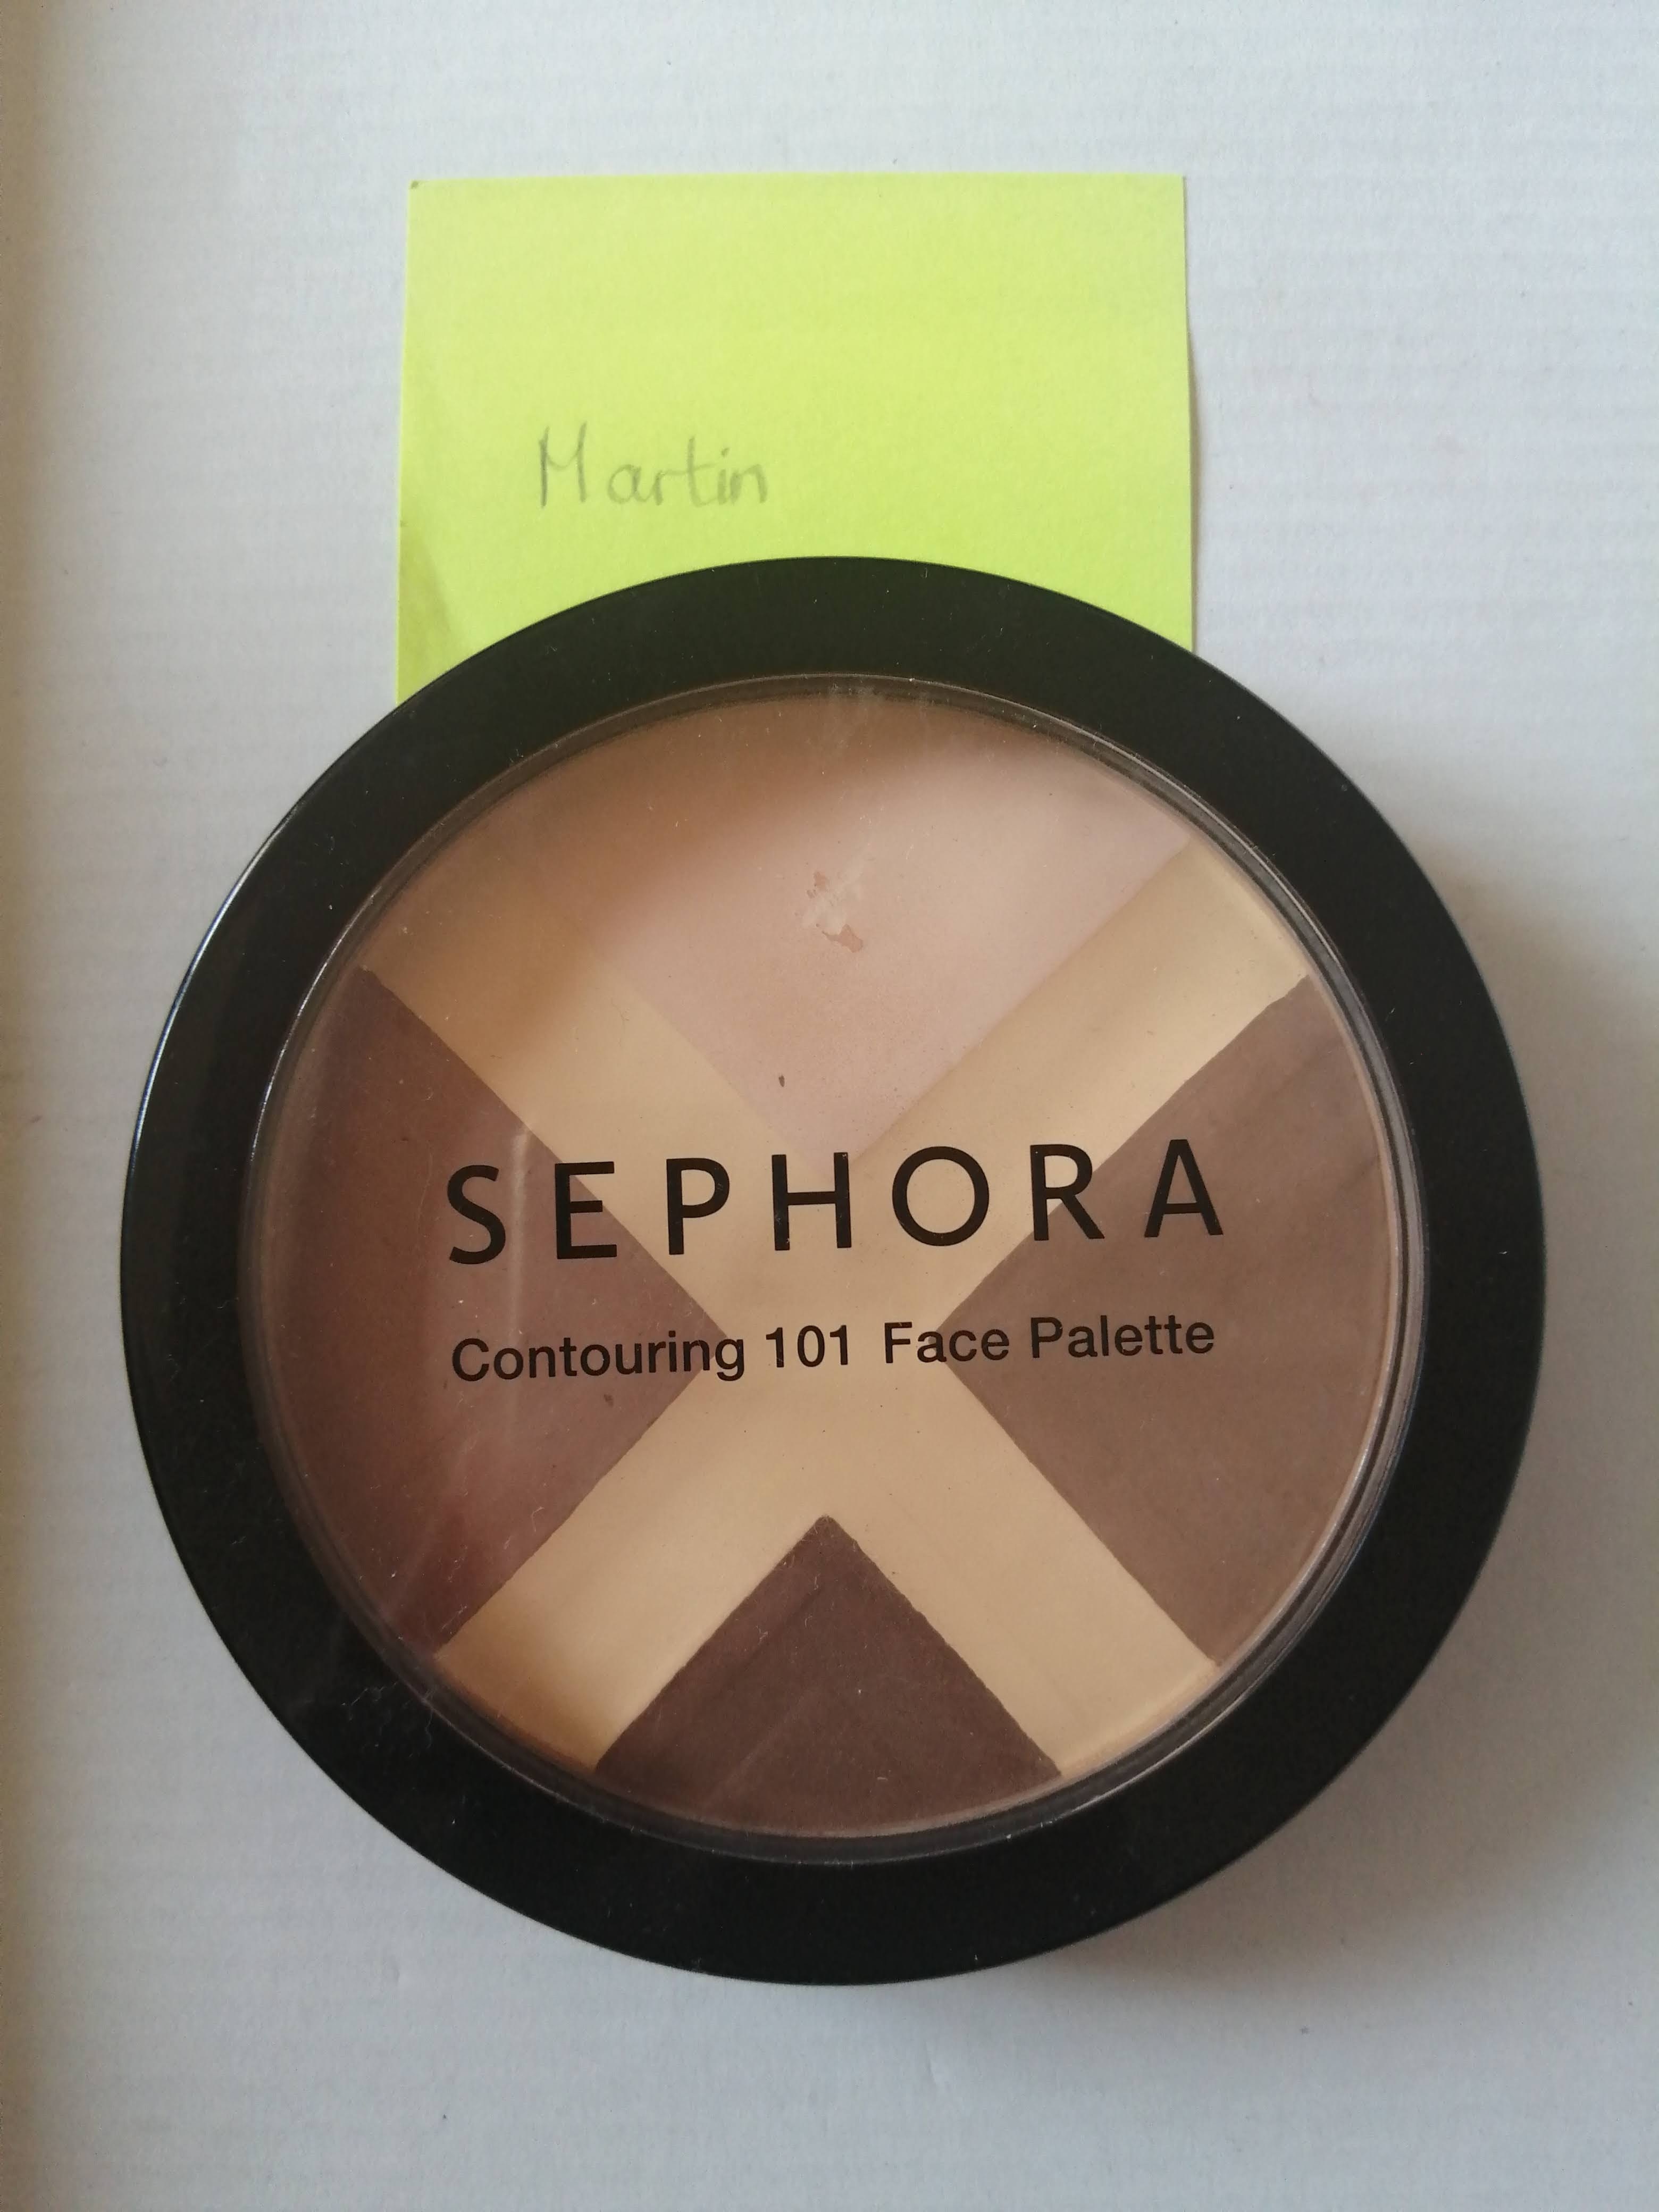 Martin
SEPHORA
Contouring 101 Face Palette